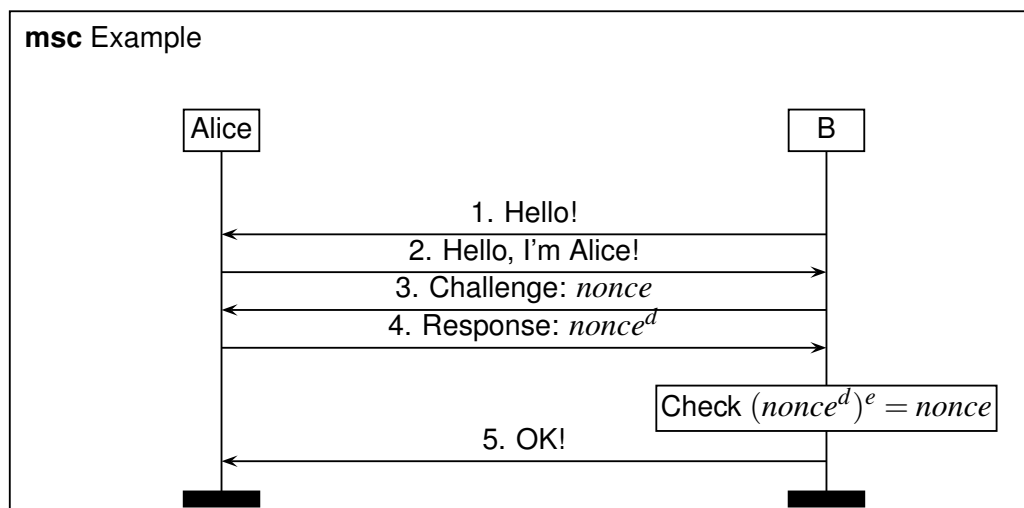 msc Example
Alice
B
1. Hello!
2. Hello, I'm Alice!
3. Challenge: nonce
4. Response: nonce^d
Check (nonce^d)^e = nonce
5. OK!